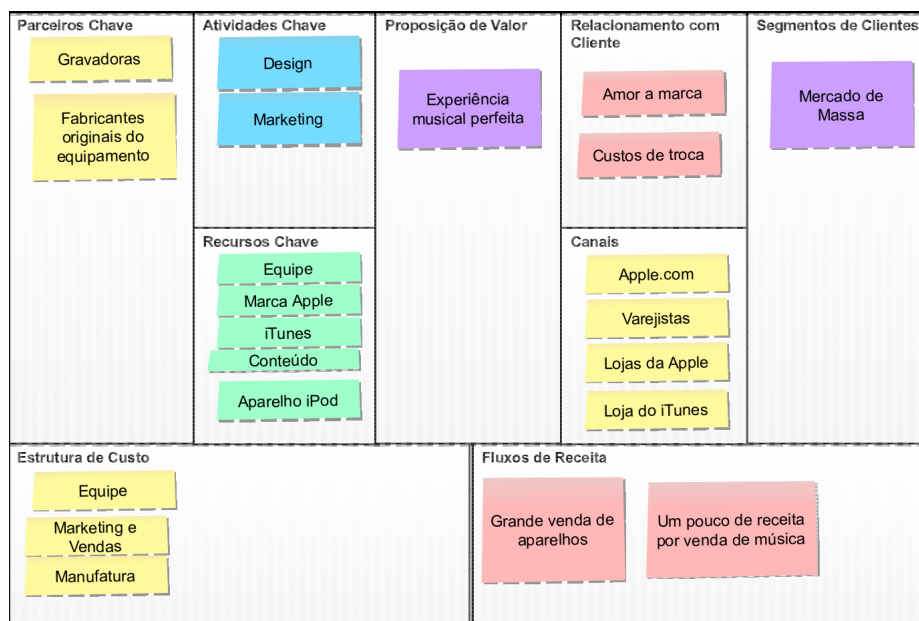 Parceiros Chave
Gravadoras
Fabricantes
originais do
equipamento
Atividades Chave
Design
Marketing
Recursos Chave
Equipe
Marca Apple
iTunes
Conteúdo
Aparelho iPod
Proposição de Valor
Experiência
musical perfeita
Relacionamento com
Cliente
Amor a marca
Custos de troca
Canais
Apple.com
Varejistas
Lojas da Apple
Loja do iTunes
Segmentos de Clientes
Mercado de
Massa
Estrutura de Custo
Equipe
Marketing e
Vendas
Manufatura
Fluxos de Receita
Grande venda de
aparelhos
Um pouco de receita
por venda de música